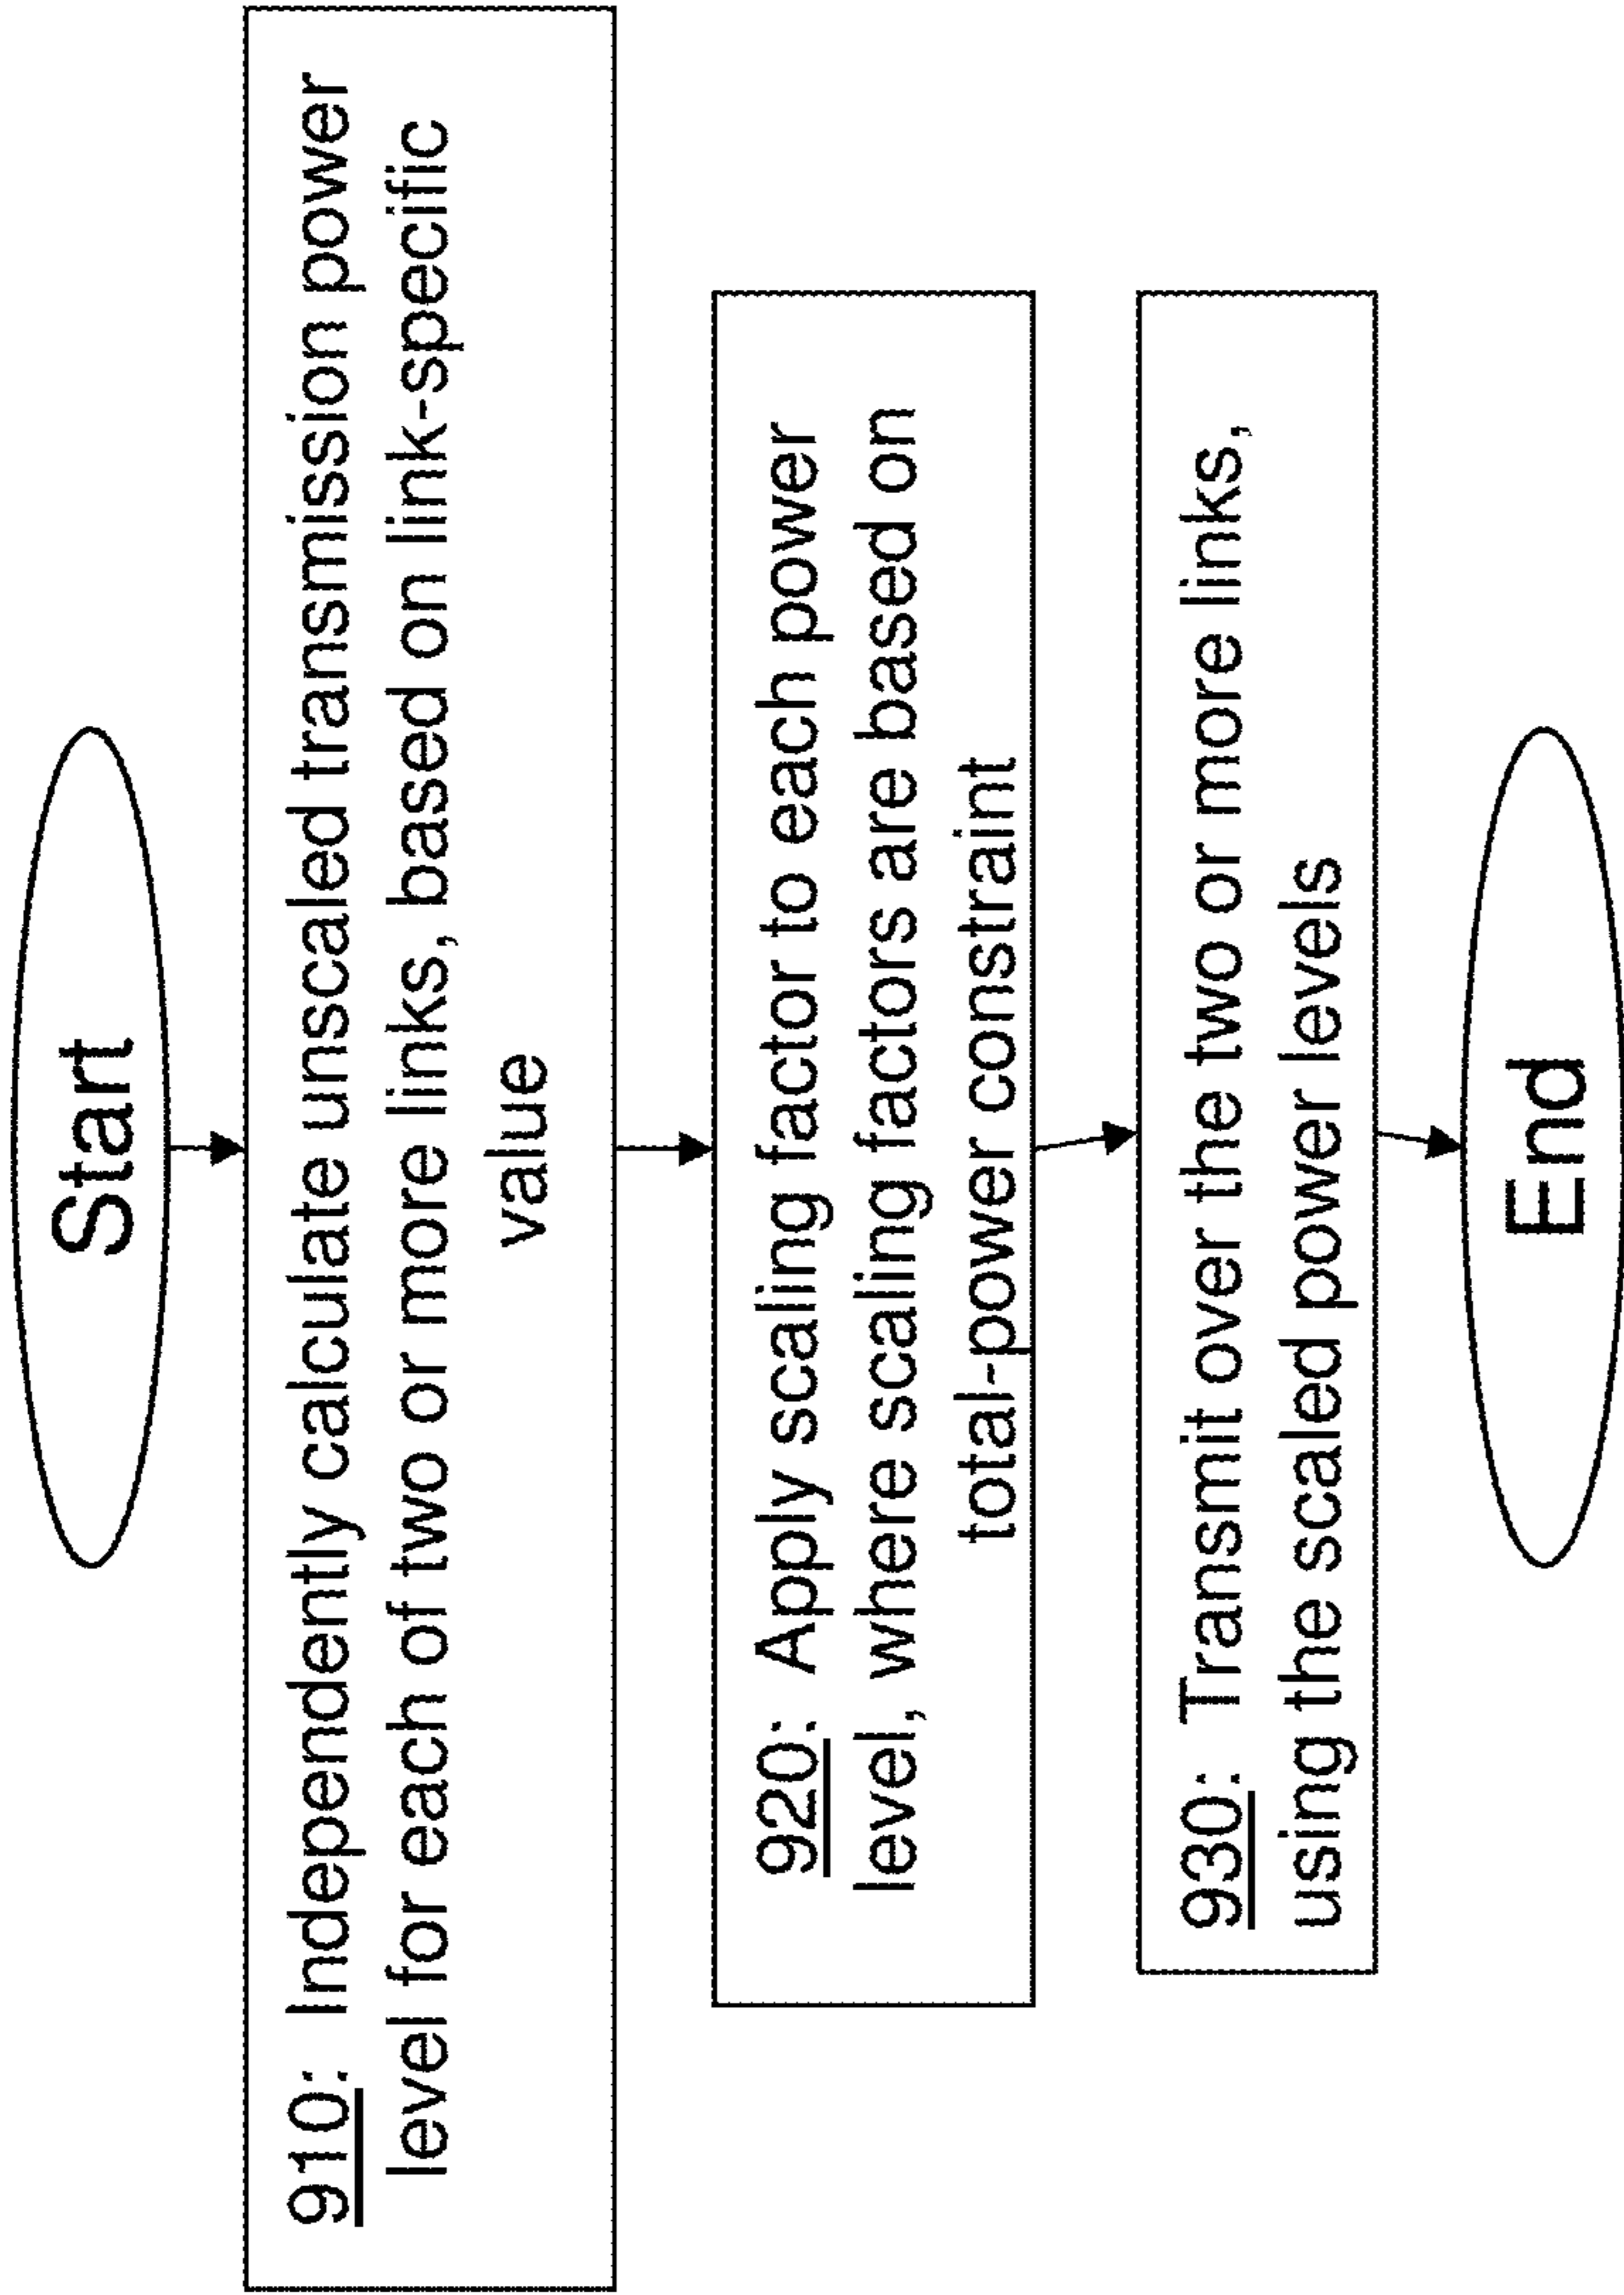 Start
910: Independently calculate unscaled transmission power
level for each of two or more links, based on link-specific
value
920: Apply scaling factor to each power
level, where scaling factors are based on
total-power constraint
930: Transmit over the two or more links,
using the scaled power levels
End